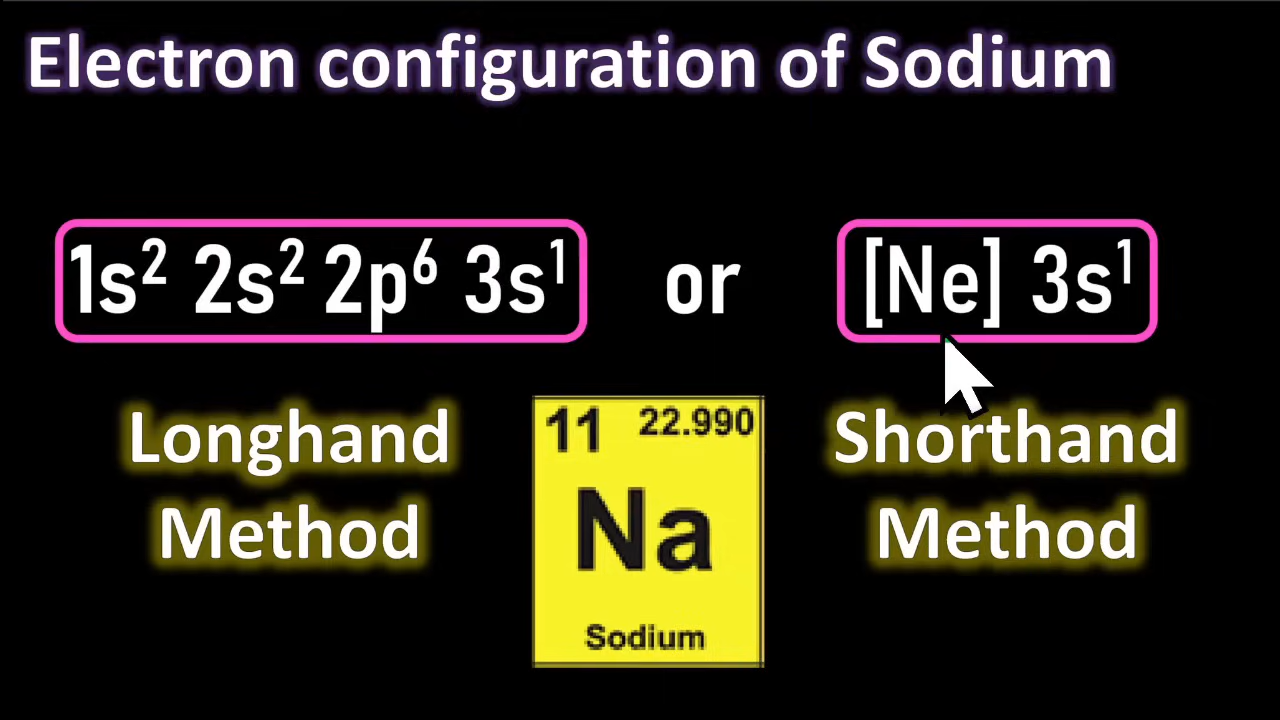 Electron configuration of Sodium
1s² 2s² 2p⁶ 3s¹ or [Ne] 3s¹
Longhand
Method
11 22.990
Na
Sodium
Shorthand
Method